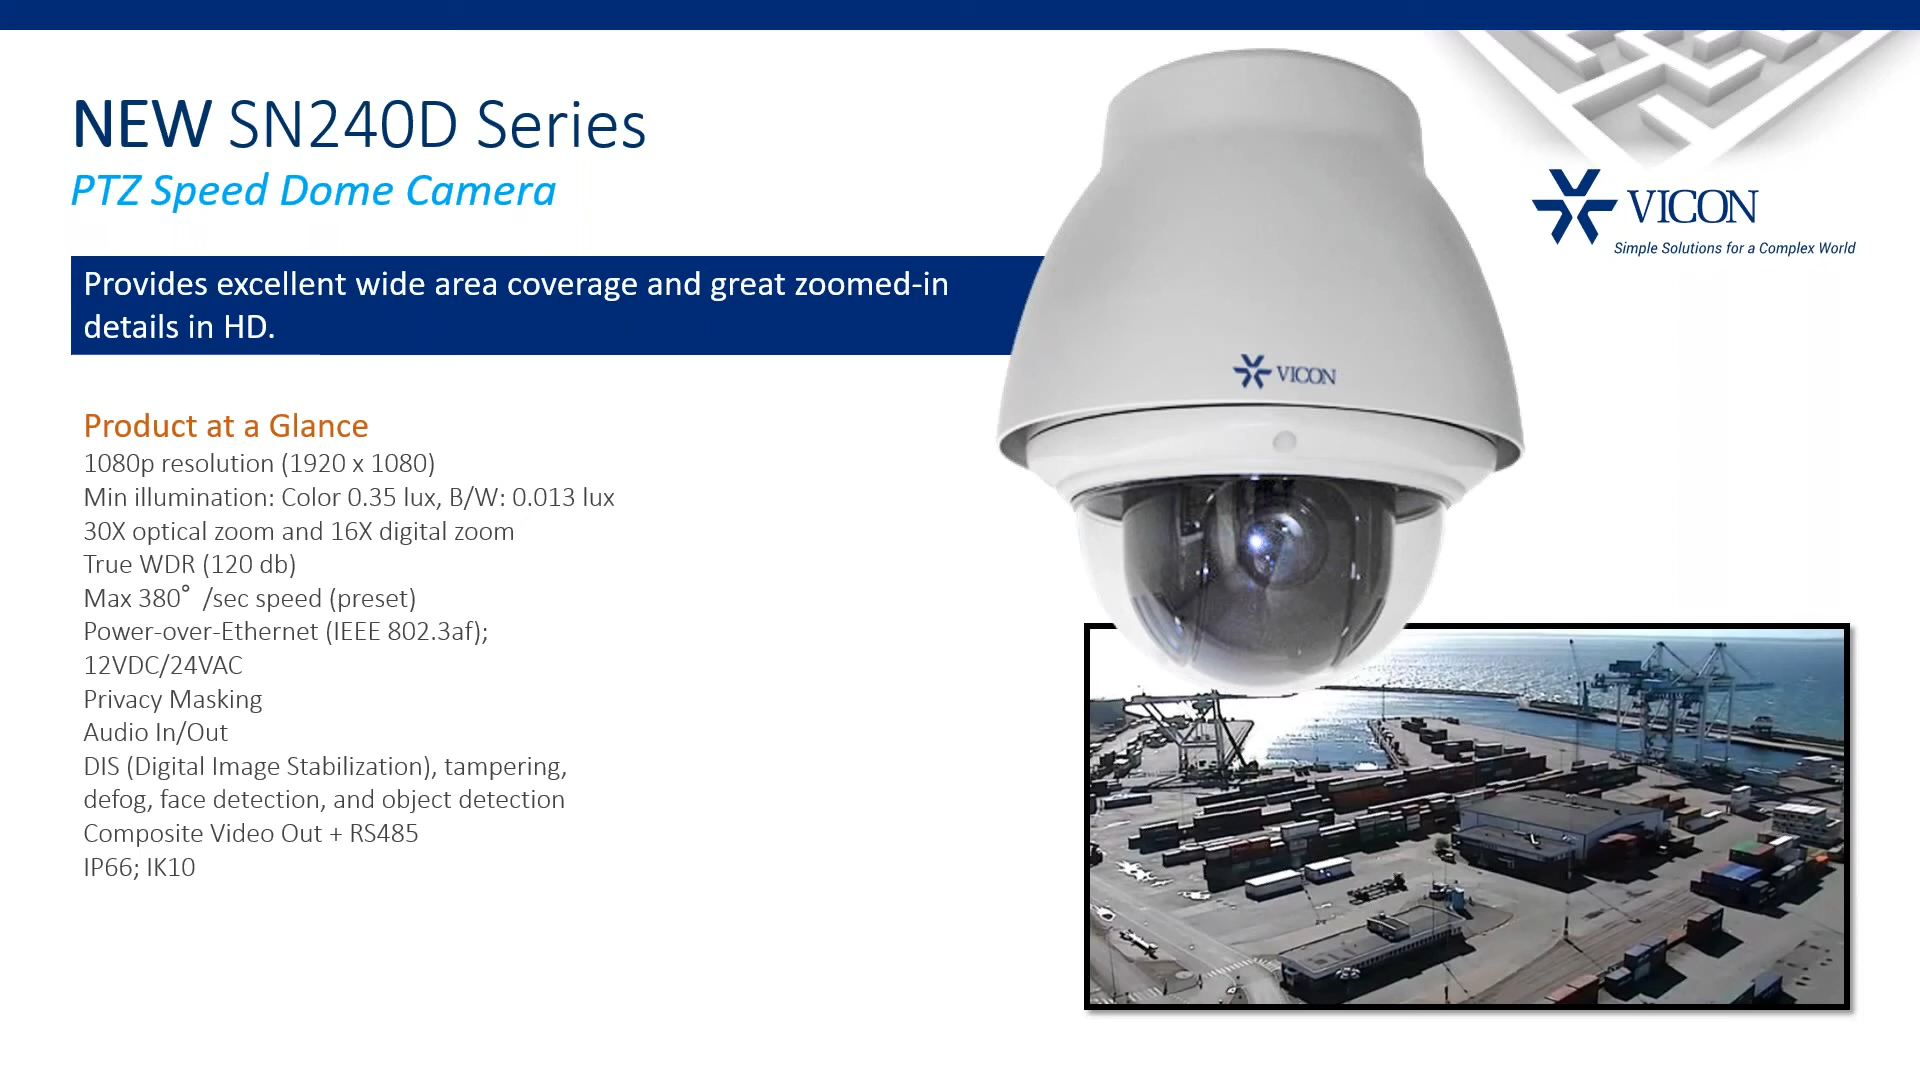 NEW SN240D Series
PTZ Speed Dome Camera
VICON
Simple Solutions for a Complex World
Provides excellent wide area coverage and great zoomed-in
details in HD.
VICON
Product at a Glance
1080p resolution (1920 x 1080)
Min illumination: Color 0.35 lux, B/W: 0.013 lux
30X optical zoom and 16X digital zoom
True WDR (120 db)
Max 380° /sec speed (preset)
Power-over-Ethernet (IEEE 802.3af);
12VDC/24VAC
Privacy Masking
Audio In/Out
DIS (Digital Image Stabilization), tampering,
defog, face detection, and object detection
Composite Video Out + RS485
IP66; IK10